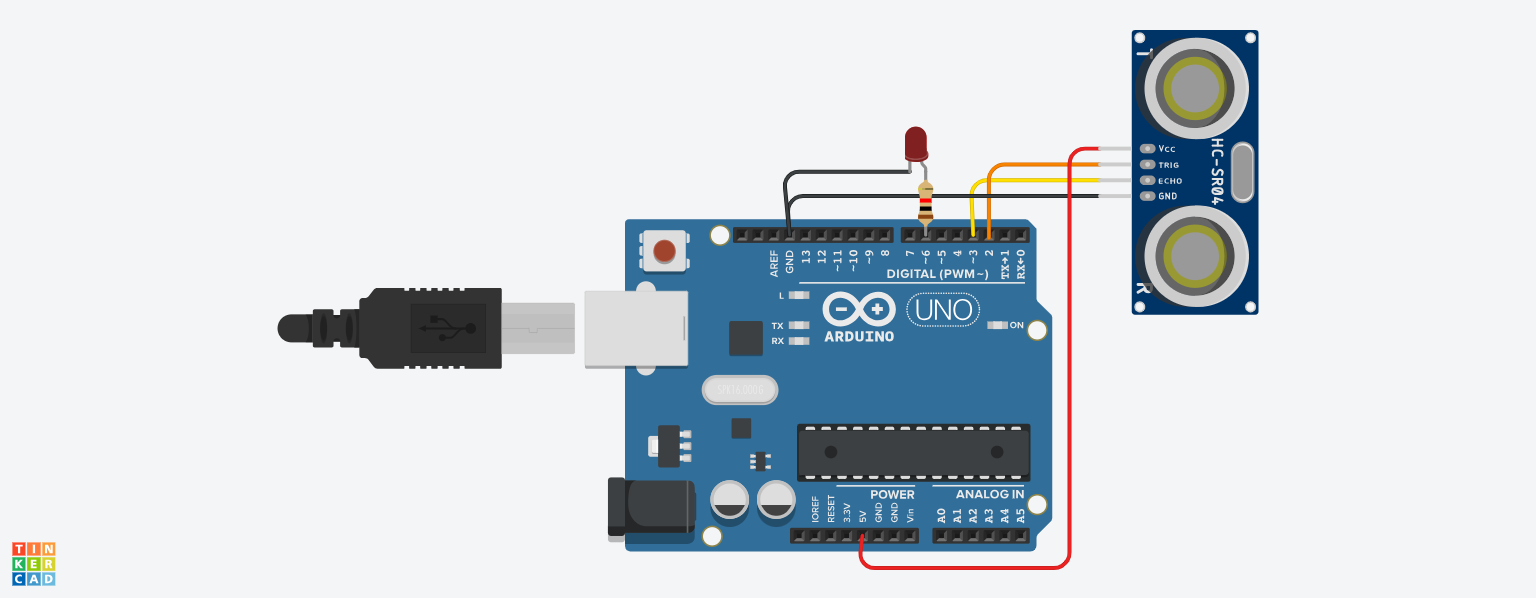 T
HC-SR04
VCC
TRIG
ECHO
GND
R
AREF
GND
13
12
~11
~10
~9
8
7
~6
~5
4
~3
2
TX→1
RX←0
DIGITAL (PWM~)
L
TX
RX
ARDUINO
UNO
ON
POWER
ANALOG IN
IOREF
RESET
3.3V
5V
GND
GND
Vin
A0
A1
A2
A3
A4
A5
TIN
KER
CAD